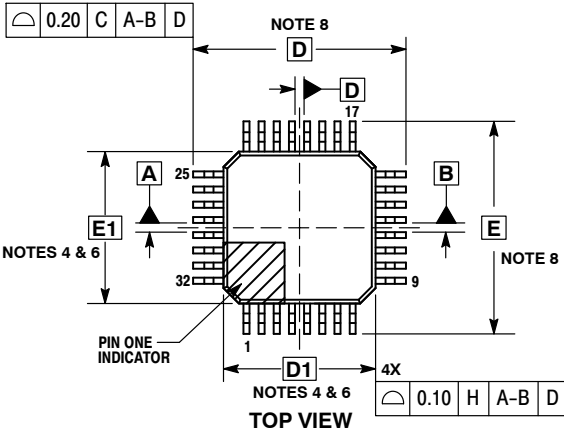 ⌓ 0.20 C A-B D
NOTE 8
D
D
17
25
A
B
E1
E
NOTES 4 & 6
NOTE 8
32
9
PIN ONE
INDICATOR
1
D1
4X
NOTES 4 & 6
⌓ 0.10 H A-B D
TOP VIEW